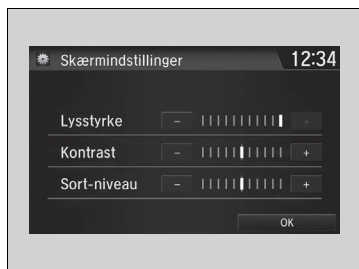 Skærmindstillinger 12:34
Lysstyrke - +
Kontrast - +
Sort-niveau - +
OK